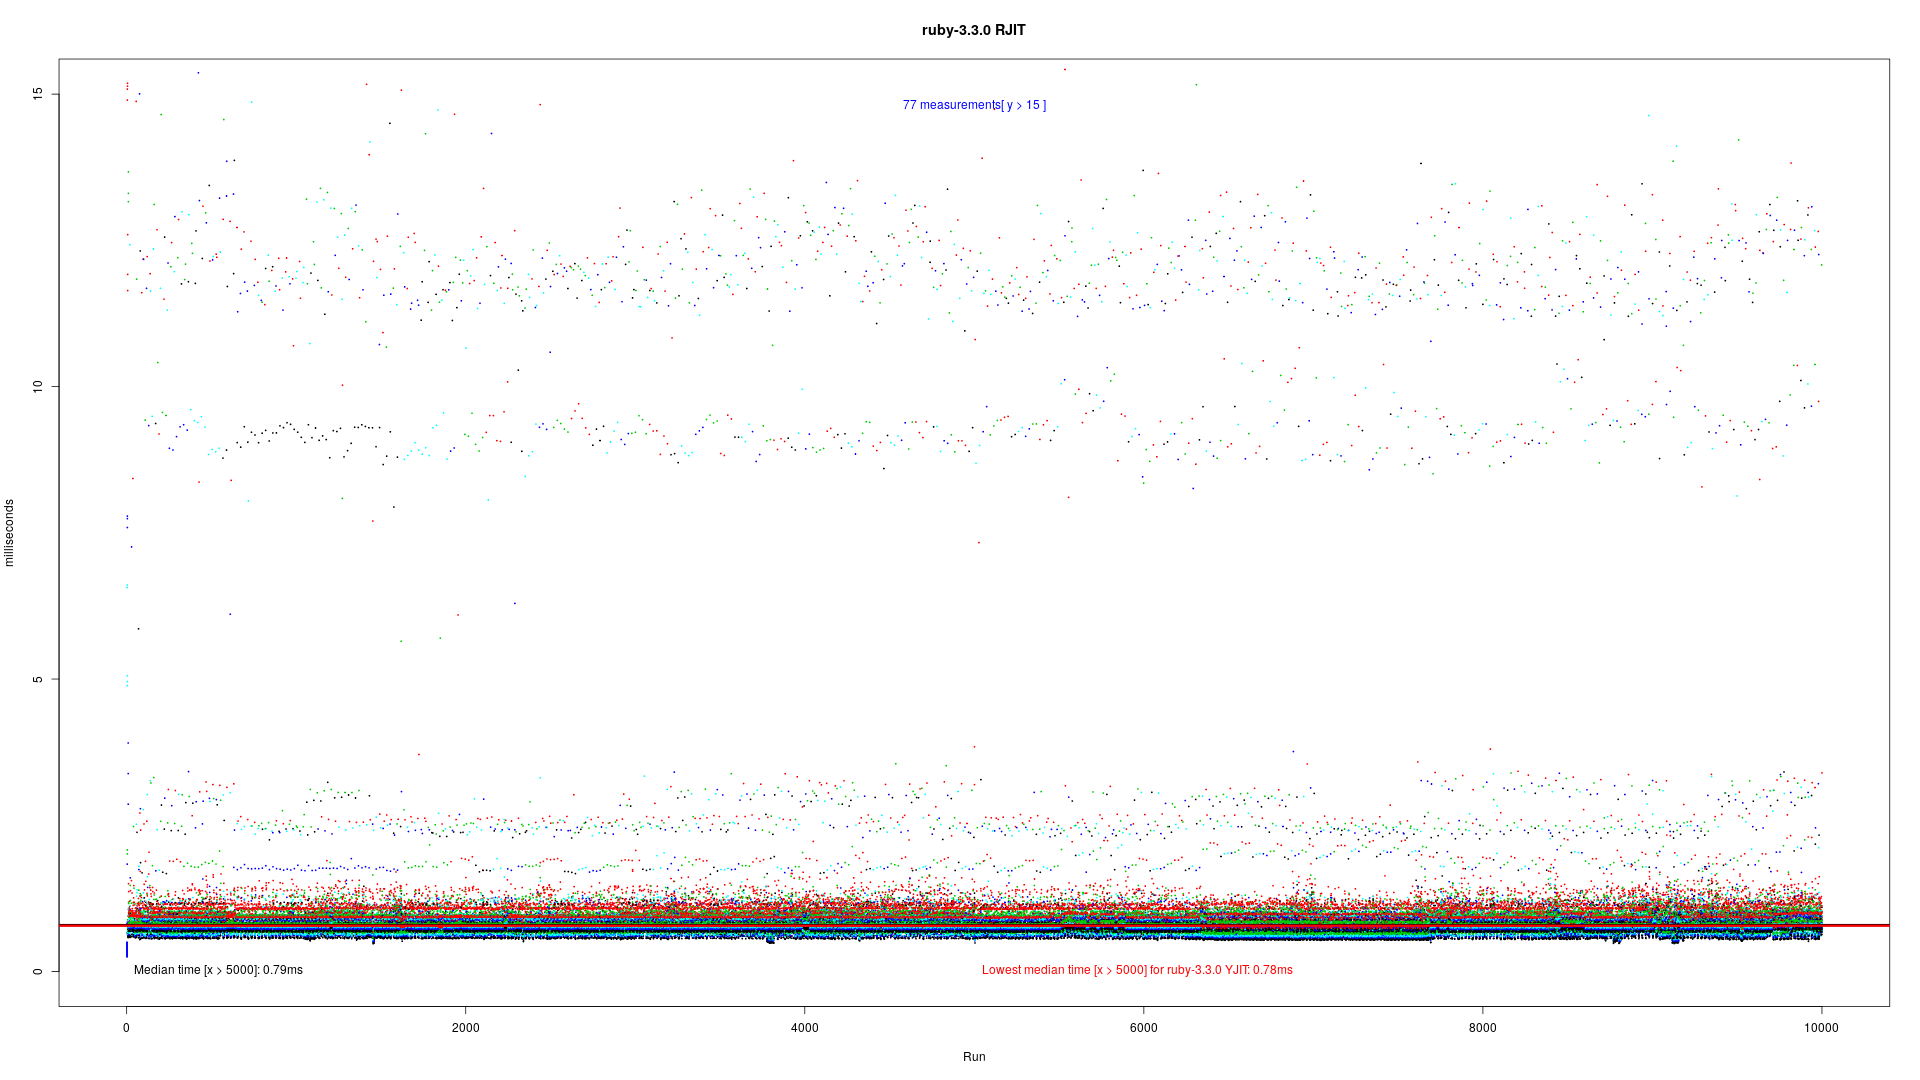 ruby-3.3.0 RJIT
77 measurements[ y > 15 ]
milliseconds
15
10
5
0
Median time [x > 5000]: 0.79ms
Lowest median time [x > 5000] for ruby-3.3.0 YJIT: 0.78ms
0 2000 4000 6000 8000 10000
Run